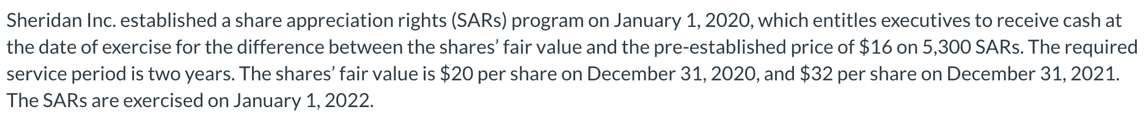 Sheridan Inc. established a share appreciation rights (SARs) program on January 1, 2020, which entitles executives to receive cash at
the date of exercise for the difference between the shares' fair value and the pre-established price of $16 on 5,300 SARs. The required
service period is two years. The shares' fair value is $20 per share on December 31, 2020, and $32 per share on December 31, 2021.
The SARs are exercised on January 1, 2022.